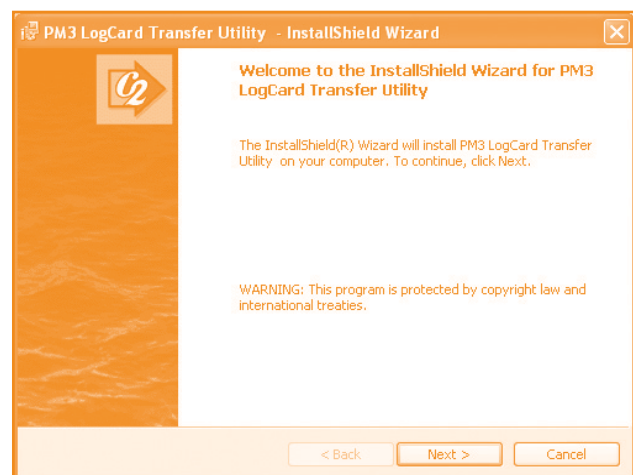 PM3 LogCard Transfer Utility - InstallShield Wizard
C2
Welcome to the InstallShield Wizard for PM3
LogCard Transfer Utility
The InstallShield(R) Wizard will install PM3 LogCard Transfer
Utility on your computer. To continue, click Next.
WARNING: This program is protected by copyright law and
international treaties.
< Back
Next >
Cancel